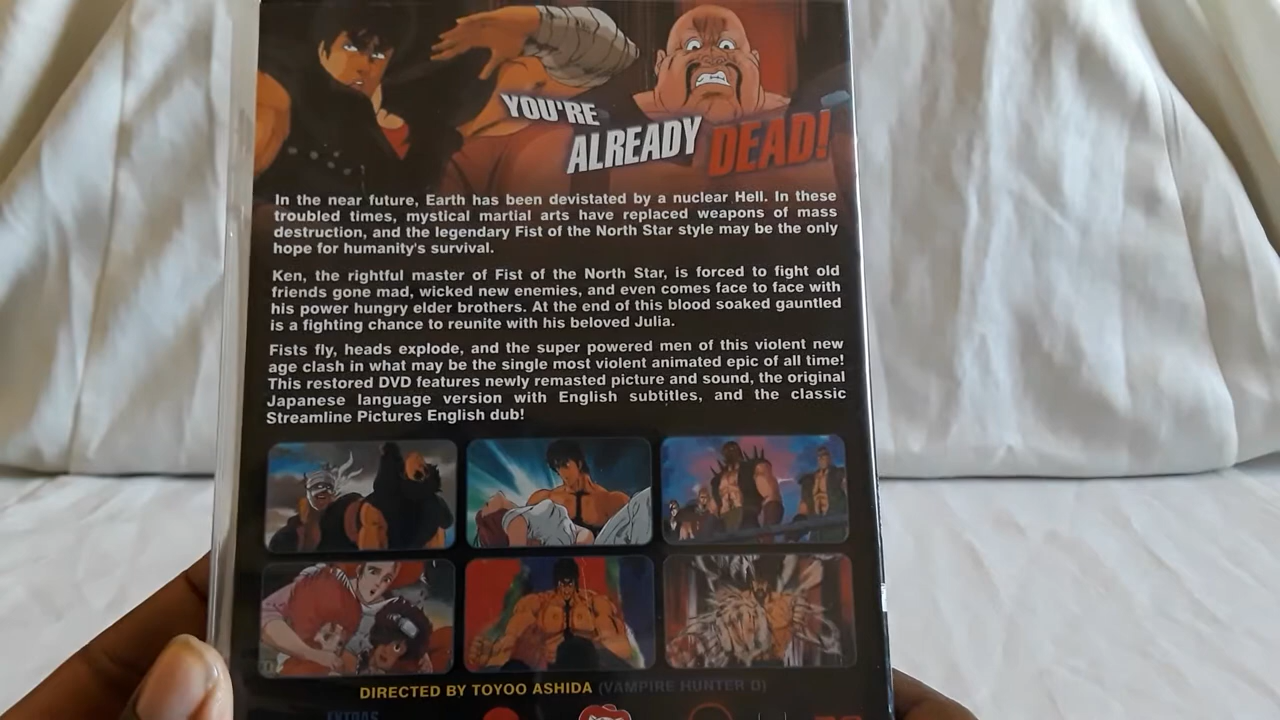 YOU'RE
ALREADY DEAD!
In the near future, Earth has been devistated by a nuclear Hell. In these
troubled times, mystical martial arts have replaced weapons of mass
destruction, and the legendary Fist of the North Star style may be the only
hope for humanity's survival.
Ken, the rightful master of Fist of the North Star, is forced to fight old
friends gone mad, wicked new enemies, and even comes face to face with
his power hungry elder brothers. At the end of this blood soaked gauntled
is a fighting chance to reunite with his beloved Julia.
Fists fly, heads explode, and the super powered men of this violent new
age clash in what may be the single most violent animated epic of all time!
This restored DVD features newly remasted picture and sound, the original
Japanese language version with English subtitles, and the classic
Streamline Pictures English dub!
DIRECTED BY TOYOO ASHIDA (VAMPIRE HUNTER D)
EXTRAS